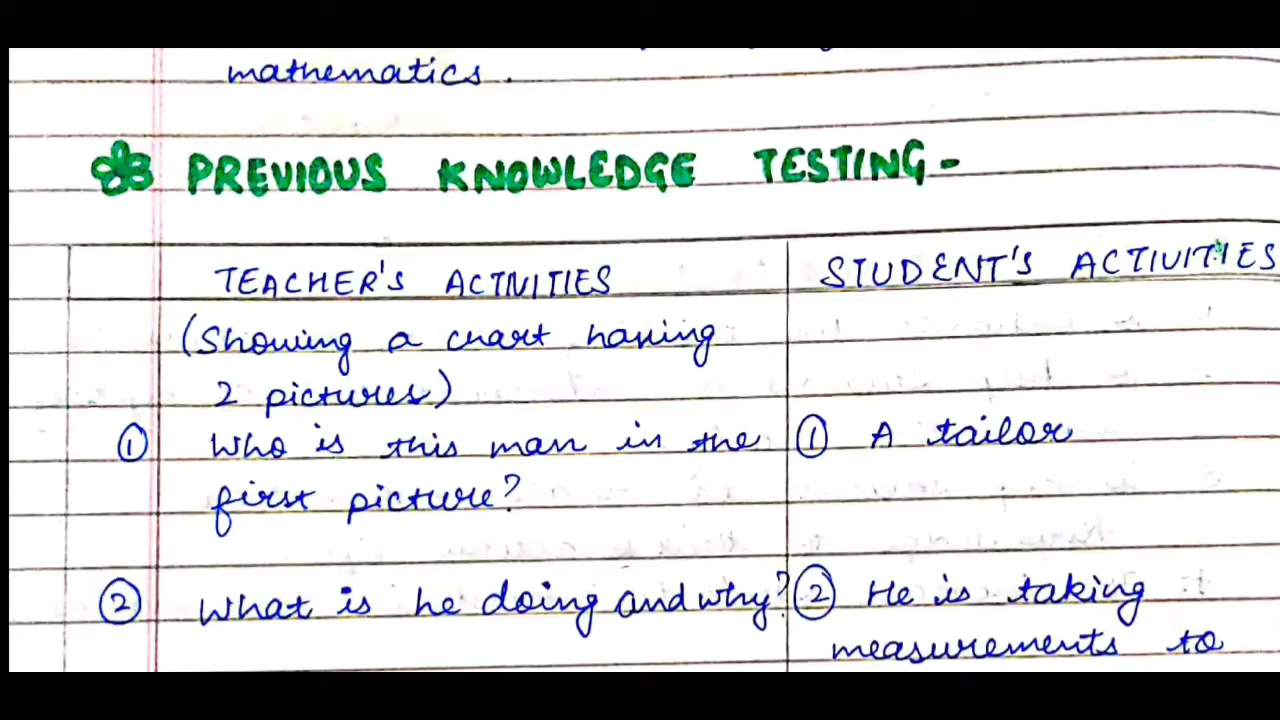 mathematics.
PREVIOUS KNOWLEDGE TESTING-
TEACHER'S ACTIVITIES
STUDENT'S ACTIVITIES
(Showing a chart having
2 pictures)
① Who is this man in the
first picture?
① A tailor
② What is he doing and why?
② He is taking
measurements to